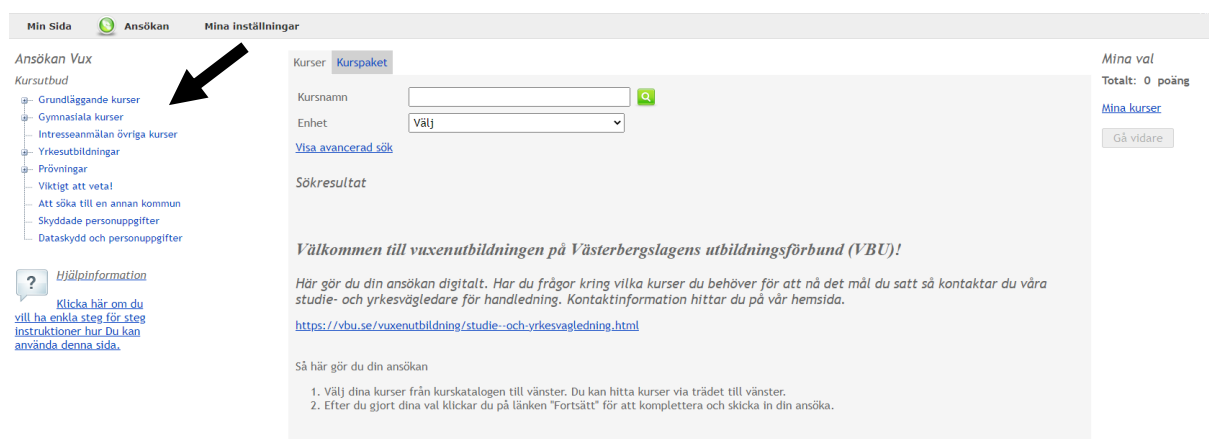 Min Sida Ansökan Mina inställningar
Ansökan Vux
Kursutbud
Grundläggande kurser
Gymnasiala kurser
Intresseanmälan övriga kurser
Yrkesutbildningar
Prövningar
Viktigt att veta!
Att söka till en annan kommun
Skyddade personuppgifter
Dataskydd och personuppgifter
?
Hjälpinformation
Klicka här om du
vill ha enkla steg för steg
instruktioner hur Du kan
använda denna sida.
Kurser Kurspaket
Kursnamn
Enhet Välj
Visa avancerad sök
Sökresultat
Välkommen till vuxenutbildningen på Västerbergslagens utbildningsförbund (VBU)!
Här gör du din ansökan digitalt. Har du frågor kring vilka kurser du behöver för att nå det mål du satt så kontaktar du våra
studie- och yrkesvägledare för handledning. Kontaktinformation hittar du på vår hemsida.
https://vbu.se/vuxenutbildning/studie--och-yrkesvagledning.html
Så här gör du din ansökan
1. Välj dina kurser från kurskatalogen till vänster. Du kan hitta kurser via trädet till vänster.
2. Efter du gjort dina val klickar du på länken "Fortsätt" för att komplettera och skicka in din ansöka.
Mina val
Totalt: 0 poäng
Mina kurser
Gå vidare